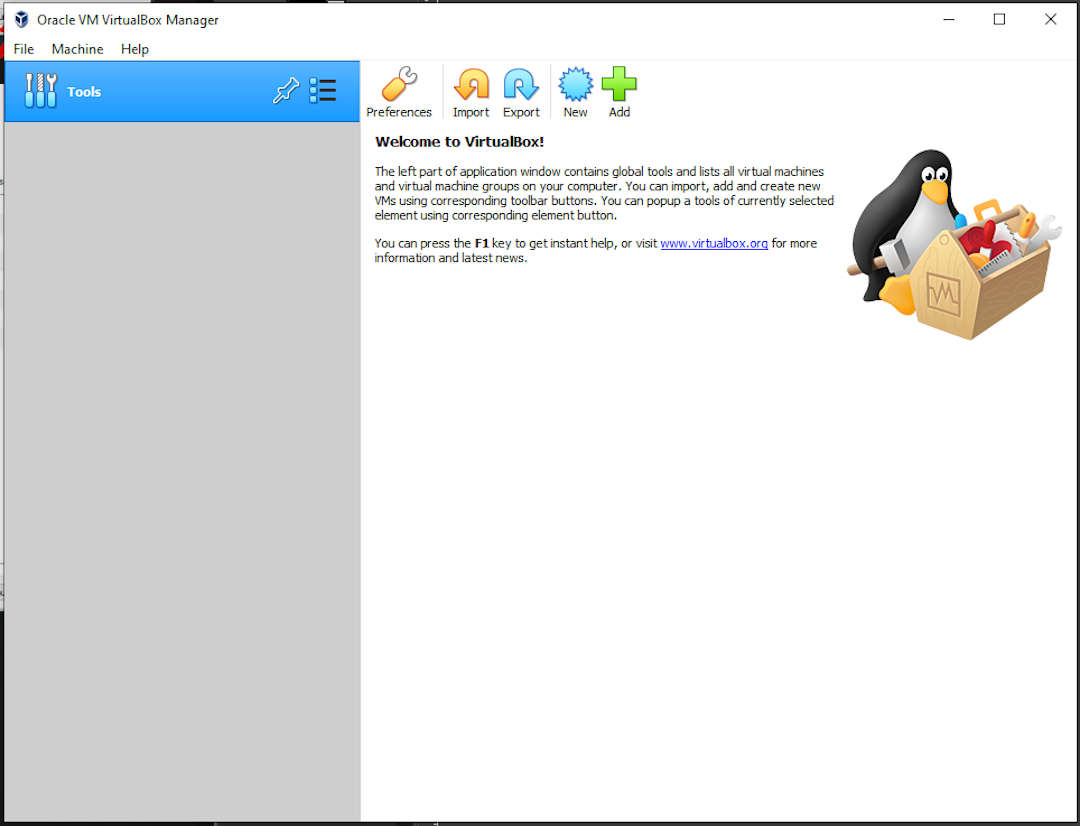 Oracle VM VirtualBox Manager
File Machine Help
Tools
Preferences Import Export New Add
Welcome to VirtualBox!
The left part of application window contains global tools and lists all virtual machines
and virtual machine groups on your computer. You can import, add and create new
VMs using corresponding toolbar buttons. You can popup a tools of currently selected
element using corresponding element button.
You can press the F1 key to get instant help, or visit www.virtualbox.org for more
information and latest news.